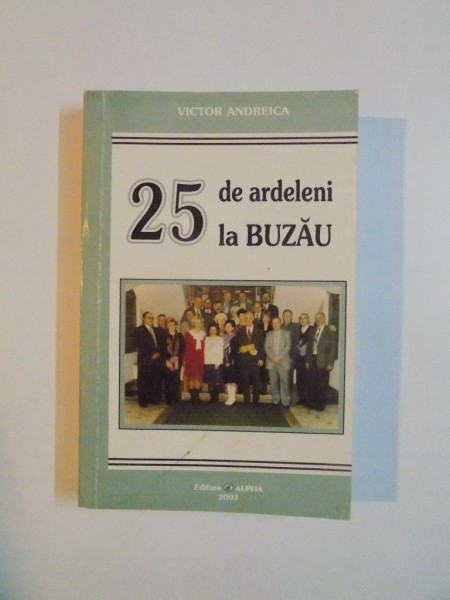 VICTOR ANDREICA
25 de ardeleni
la BUZĂU
Editura ALPHA
2003